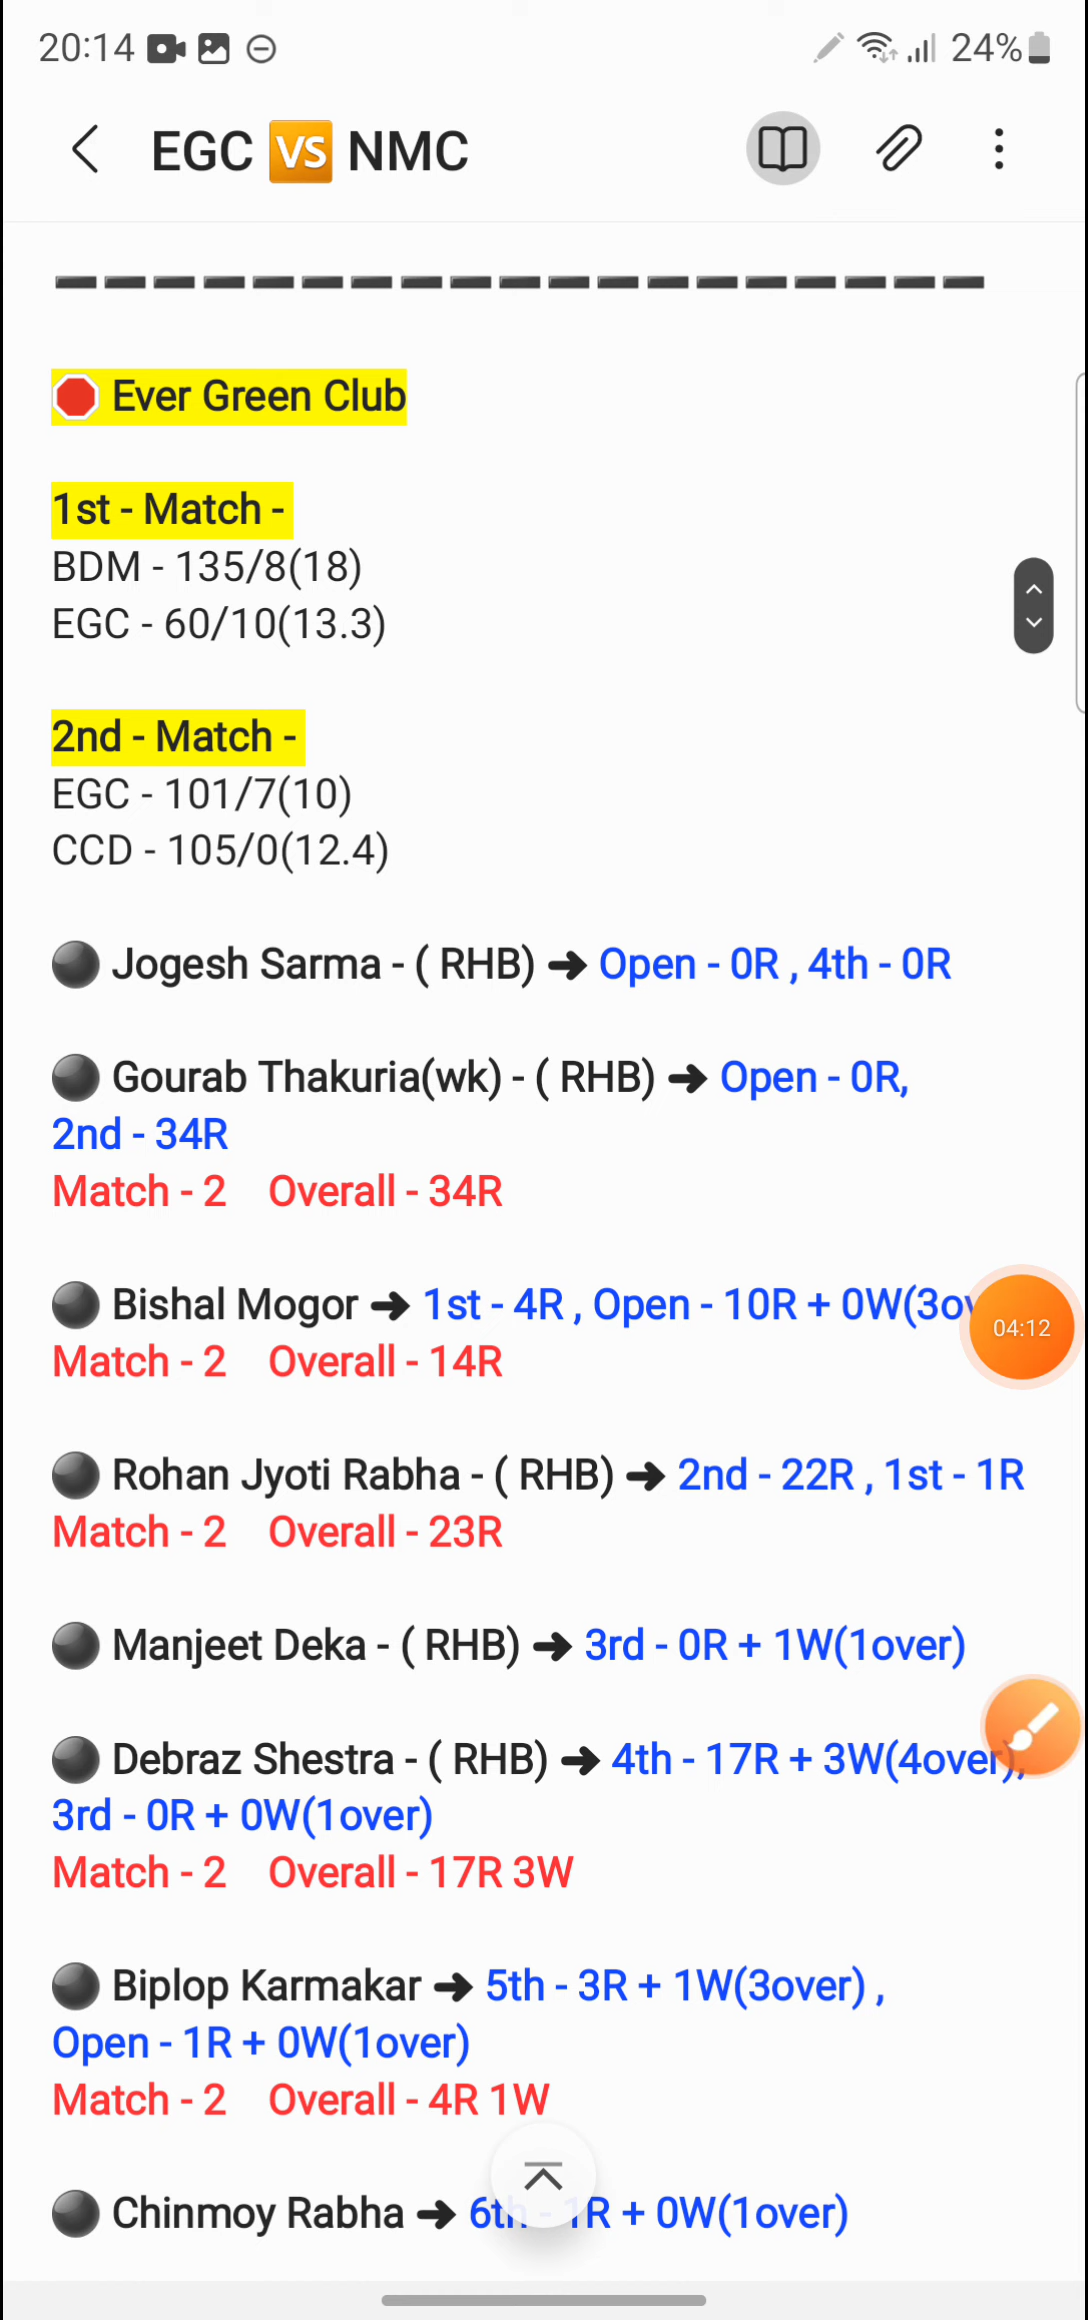 20:14 24%
EGC 🆚 NMC
🛑 Ever Green Club
1st - Match -
BDM - 135/8(18)
EGC - 60/10(13.3)
2nd - Match -
EGC - 101/7(10)
CCD - 105/0(12.4)
⚫ Jogesh Sarma - ( RHB) ➔ Open - 0R , 4th - 0R
⚫ Gourab Thakuria(wk) - ( RHB) ➔ Open - 0R,
2nd - 34R
Match - 2 Overall - 34R
⚫ Bishal Mogor ➔ 1st - 4R , Open - 10R + 0W(3ov
04:12
Match - 2 Overall - 14R
⚫ Rohan Jyoti Rabha - ( RHB) ➔ 2nd - 22R , 1st - 1R
Match - 2 Overall - 23R
⚫ Manjeet Deka - ( RHB) ➔ 3rd - 0R + 1W(1over)
⚫ Debraz Shestra - ( RHB) ➔ 4th - 17R + 3W(4over),
3rd - 0R + 0W(1over)
Match - 2 Overall - 17R 3W
⚫ Biplop Karmakar ➔ 5th - 3R + 1W(3over) ,
Open - 1R + 0W(1over)
Match - 2 Overall - 4R 1W
⚫ Chinmoy Rabha ➔ 6th - 1R + 0W(1over)